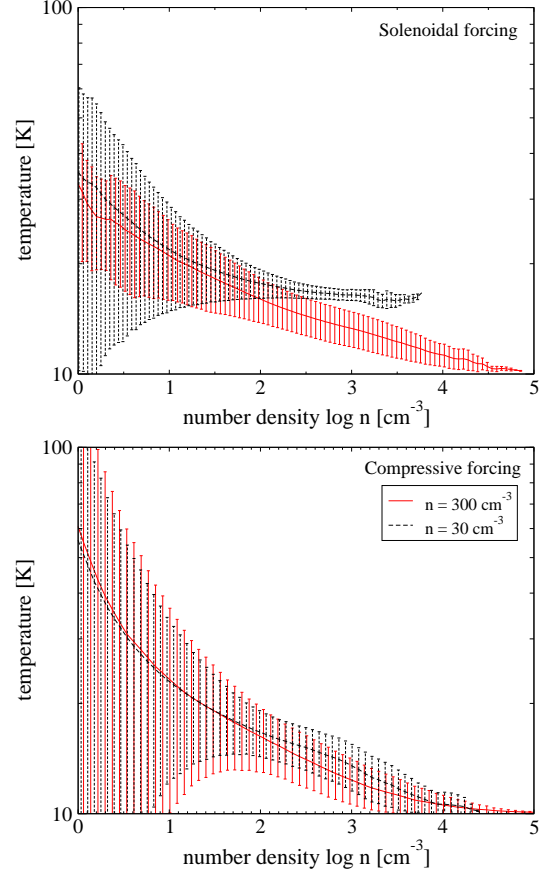 100
Solenoidal forcing
temperature [K]
10
0 1 2 3 4 5
number density log n [cm⁻³]
100
Compressive forcing
n = 300 cm⁻³
n = 30 cm⁻³
temperature [K]
10
0 1 2 3 4 5
number density log n [cm⁻³]